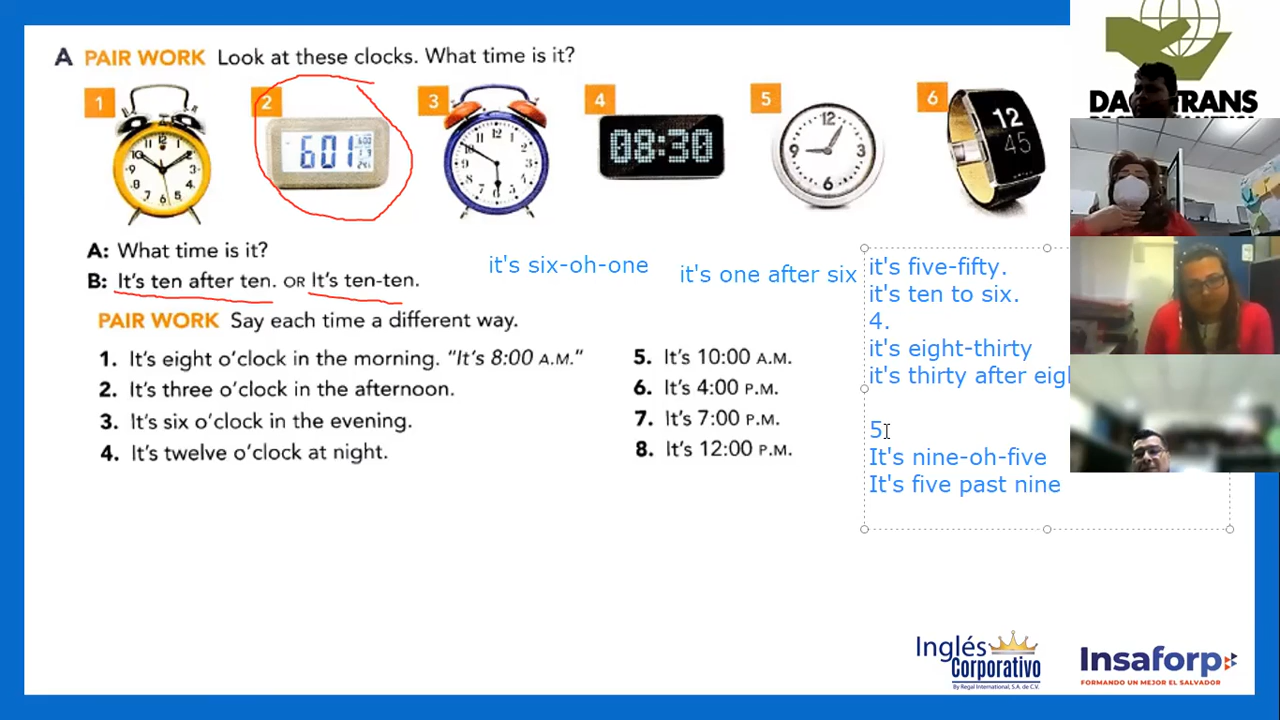 A PAIR WORK Look at these clocks. What time is it?
1 2 3 4 5 6
601
08:30
12
45
A: What time is it?
B: It's ten after ten. OR It's ten-ten.
it's six-oh-one
it's one after six
it's five-fifty.
it's ten to six.
4.
it's eight-thirty
it's thirty after eigh
5
It's nine-oh-five
It's five past nine
PAIR WORK Say each time a different way.
1. It's eight o'clock in the morning. "It's 8:00 A.M."
2. It's three o'clock in the afternoon.
3. It's six o'clock in the evening.
4. It's twelve o'clock at night.
5. It's 10:00 A.M.
6. It's 4:00 P.M.
7. It's 7:00 P.M.
8. It's 12:00 P.M.
TRANS
Inglés
Corporativo
By Regal International, S.A. de C.V.
Insaforp
FORMANDO UN MEJOR EL SALVADOR